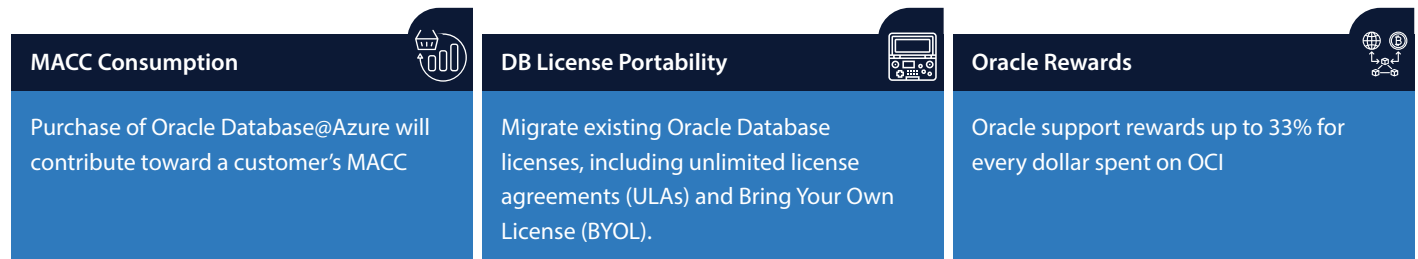 MACC Consumption
Purchase of Oracle Database@Azure will
contribute toward a customer's MACC
DB License Portability
Migrate existing Oracle Database
licenses, including unlimited license
agreements (ULAs) and Bring Your Own
License (BYOL).
Oracle Rewards
Oracle support rewards up to 33% for
every dollar spent on OCI